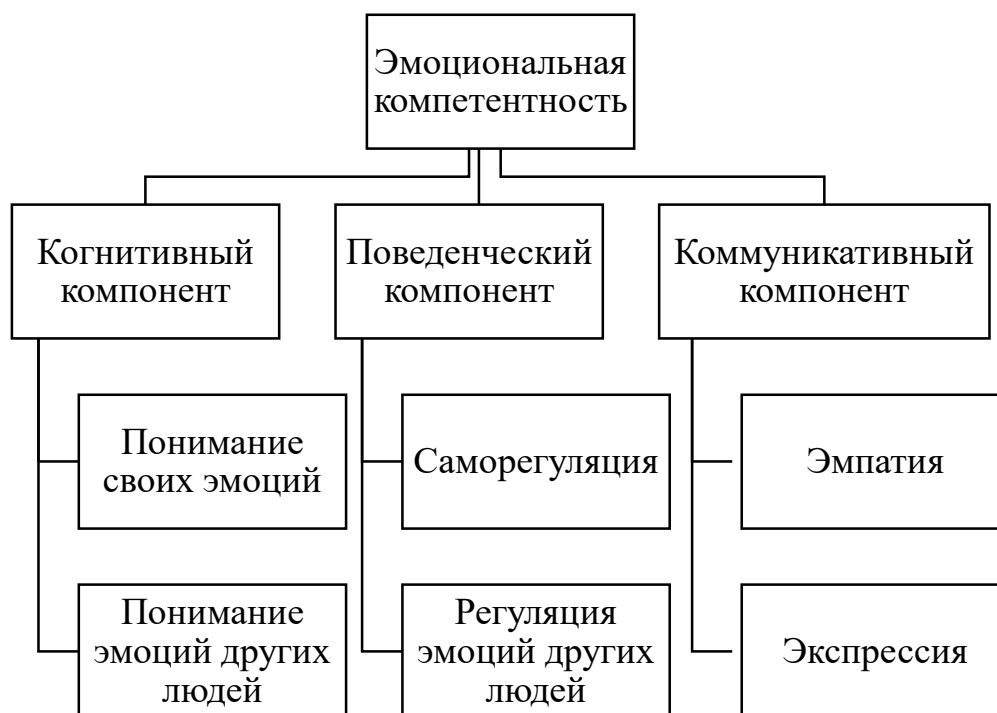 Эмоциональная
компетентность
Когнитивный
компонент
Поведенческий
компонент
Коммуникативный
компонент
Понимание
своих эмоций
Саморегуляция
Эмпатия
Понимание
эмоций других
людей
Регуляция
эмоций других
людей
Экспрессия